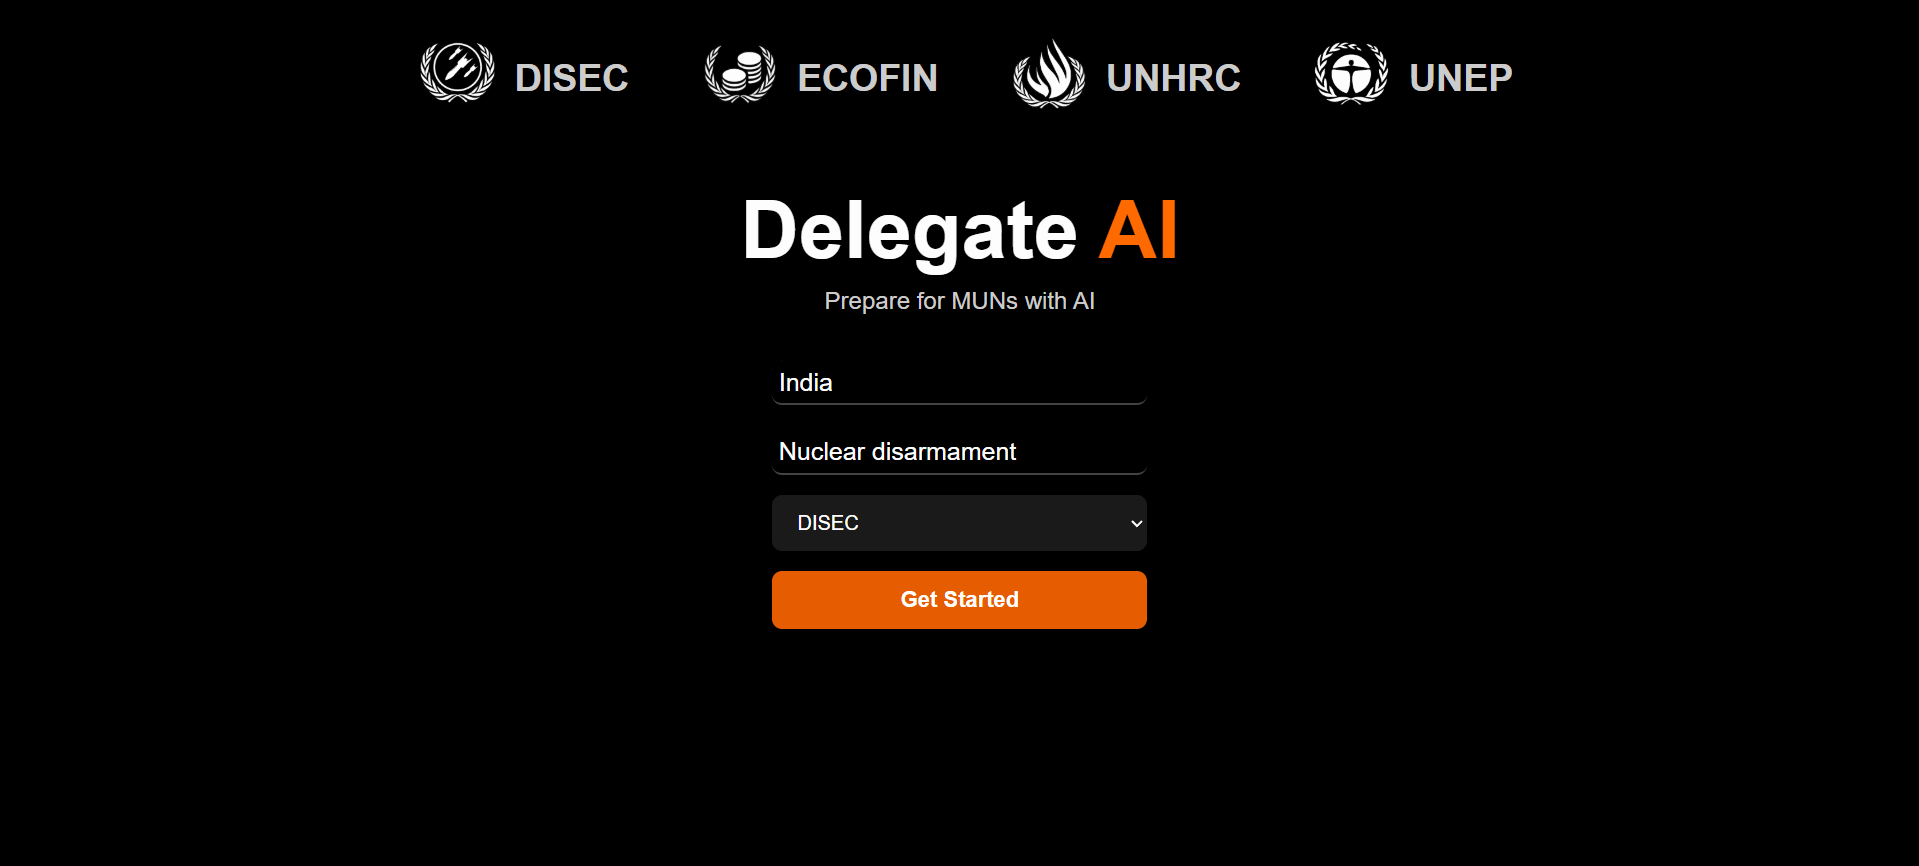 DISEC ECOFIN UNHRC UNEP
Delegate AI
Prepare for MUNs with AI
India
Nuclear disarmament
DISEC
Get Started